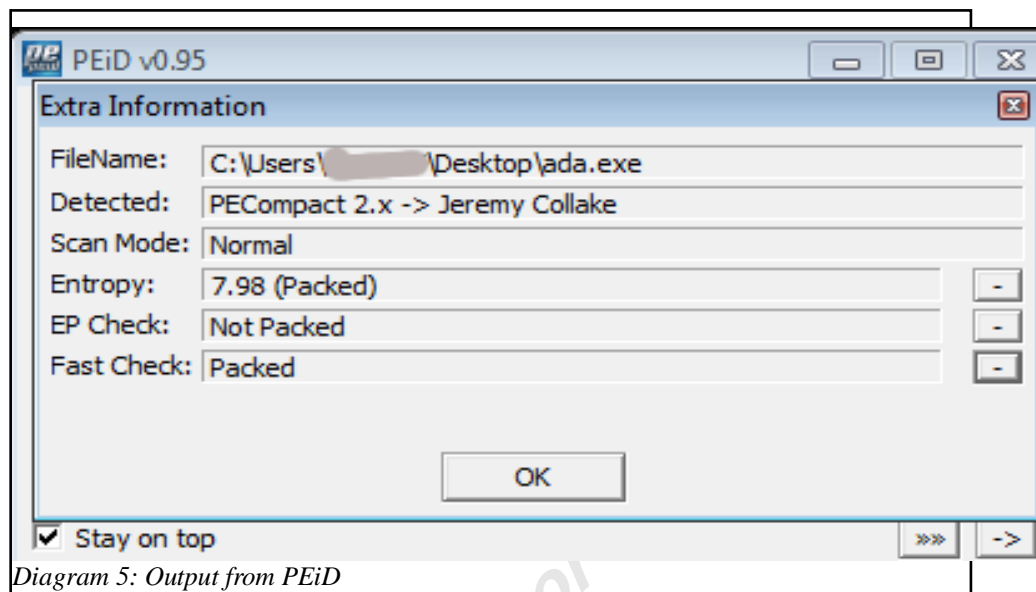 PEiD v0.95
Extra Information
FileName: C:\Users\ \Desktop\ada.exe
Detected: PECompact 2.x -> Jeremy Collake
Scan Mode: Normal
Entropy: 7.98 (Packed) -
EP Check: Not Packed -
Fast Check: Packed -
OK
Stay on top »» ->
Diagram 5: Output from PEiD